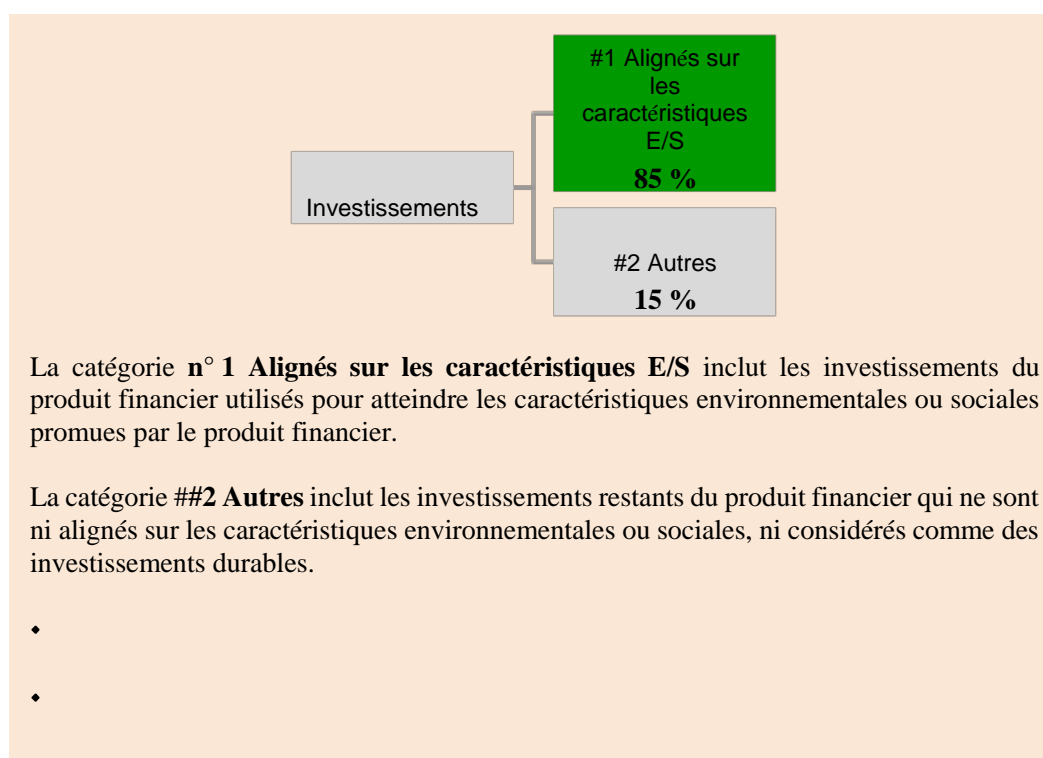 #1 Alignés sur
les
caractéristiques
E/S
85 %
Investissements
#2 Autres
15 %
La catégorie n° 1 Alignés sur les caractéristiques E/S inclut les investissements du
produit financier utilisés pour atteindre les caractéristiques environnementales ou sociales
promues par le produit financier.
La catégorie ##2 Autres inclut les investissements restants du produit financier qui ne sont
ni alignés sur les caractéristiques environnementales ou sociales, ni considérés comme des
investissements durables.